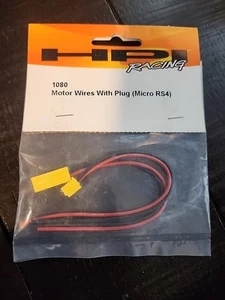 HPI
RACING
1080
Motor Wires With Plug (Micro RS4)